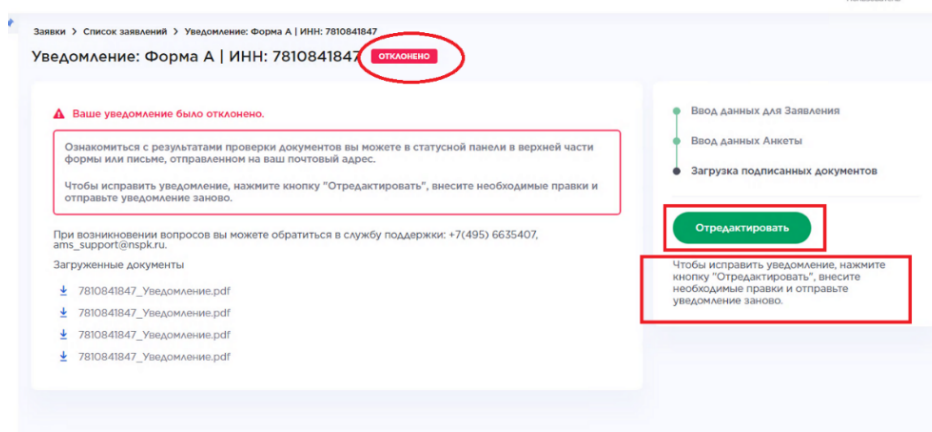 Заявки > Список заявлений > Уведомление: Форма А | ИНН: 7810841847
Уведомление: Форма А | ИНН: 7810841847 ОТКЛОНЕНО
Ваше уведомление было отклонено.
Ознакомиться с результатами проверки документов вы можете в статусной панели в верхней части
формы или письме, отправленном на ваш почтовый адрес.
Чтобы исправить уведомление, нажмите кнопку "Отредактировать", внесите необходимые правки и
отправьте уведомление заново.
При возникновении вопросов вы можете обратиться в службу поддержки: +7(495) 6635407,
ams_support@nspk.ru.
Загруженные документы
7810841847_Уведомление.pdf
7810841847_Уведомление.pdf
7810841847_Уведомление.pdf
7810841847_Уведомление.pdf
Ввод данных для Заявления
Ввод данных Анкеты
Загрузка подписанных документов
Отредактировать
Чтобы исправить уведомление, нажмите
кнопку "Отредактировать", внесите
необходимые правки и отправьте
уведомление заново.